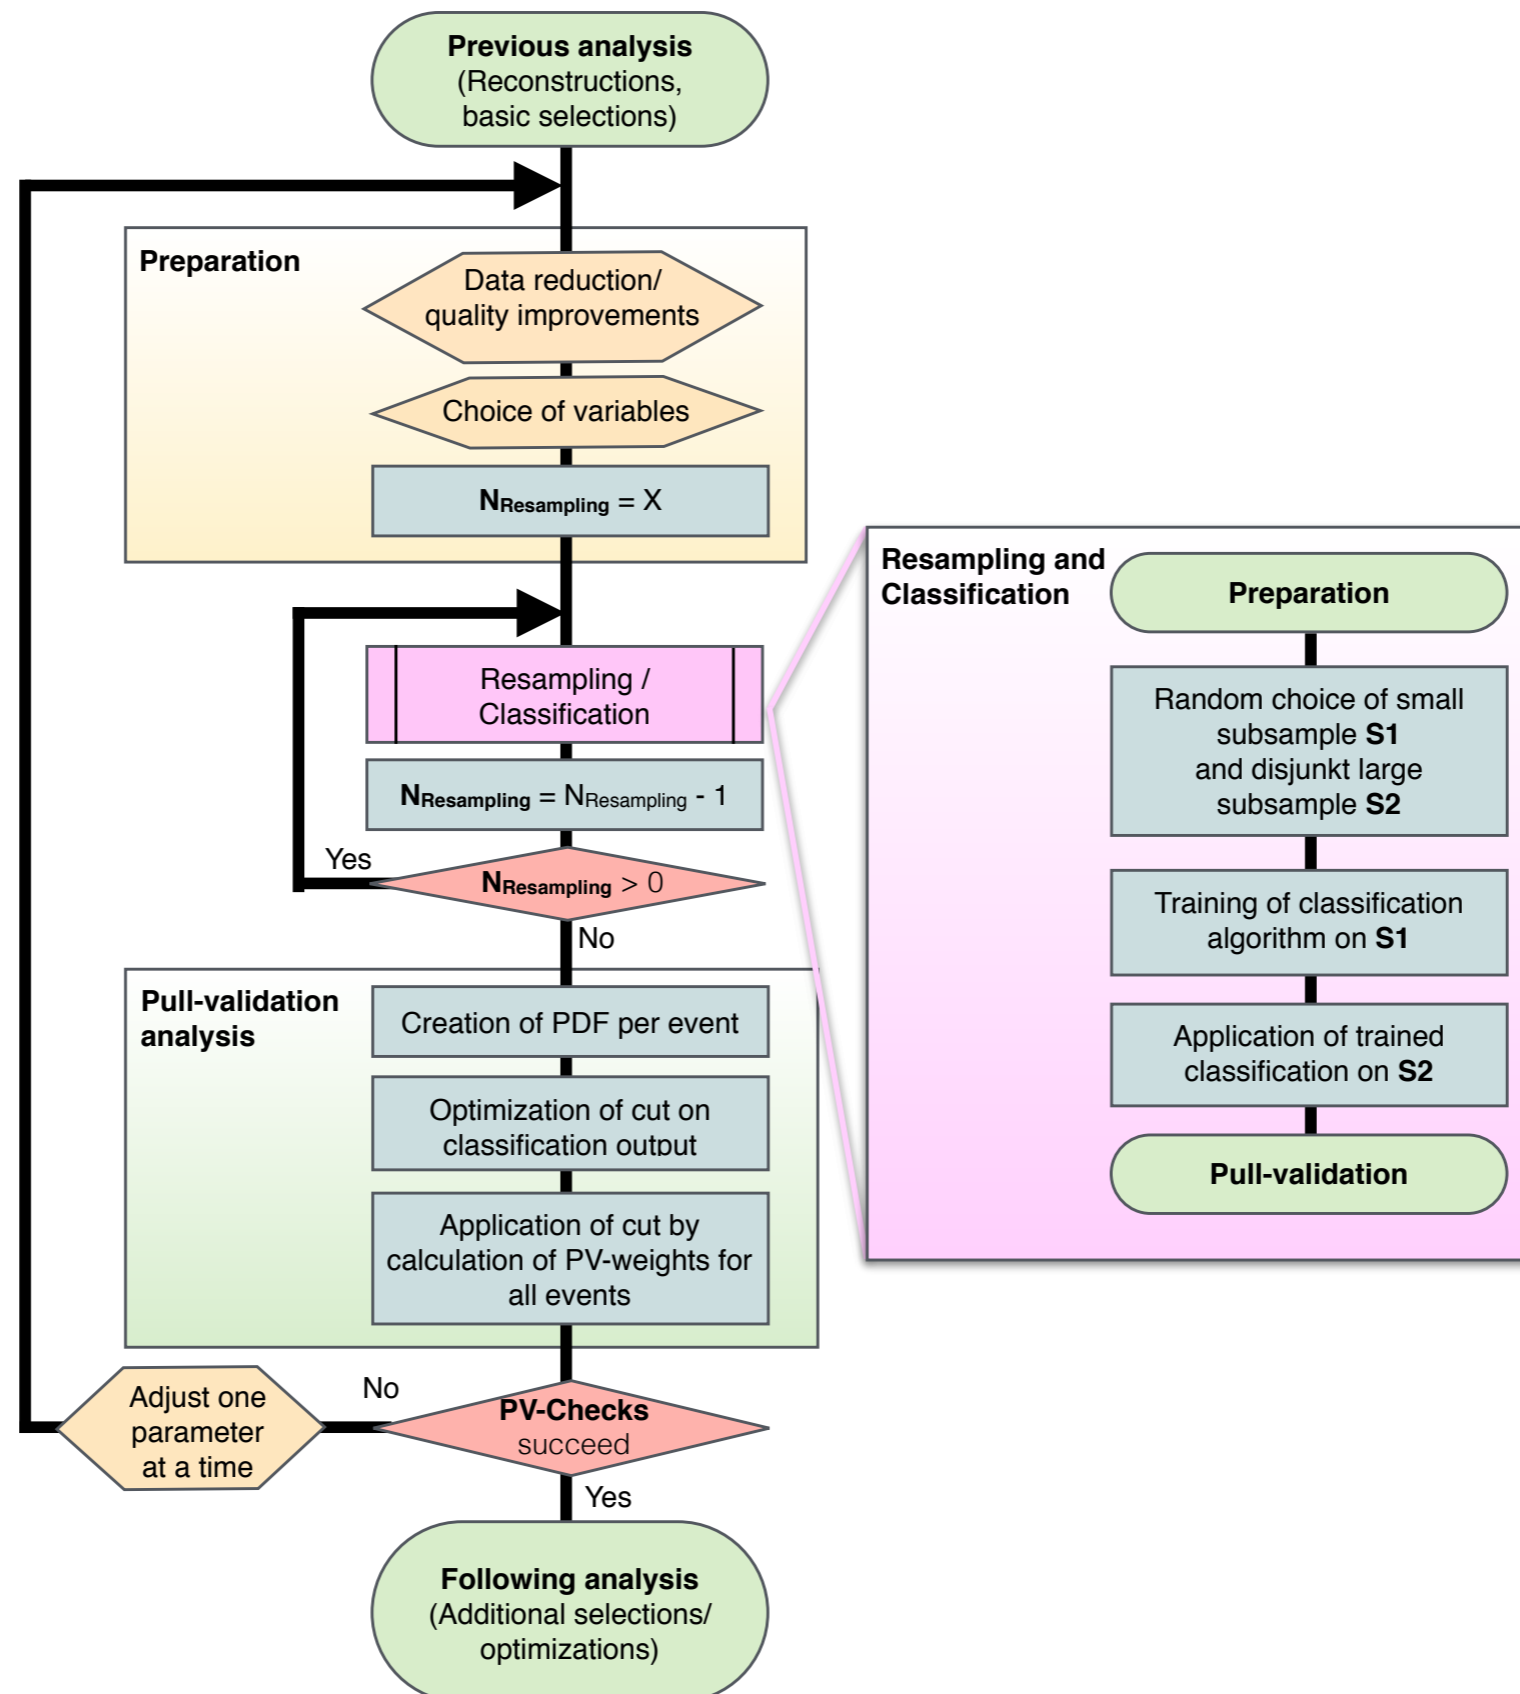 Previous analysis
(Reconstructions,
basic selections)
Preparation
Data reduction/
quality improvements
Choice of variables
NResampling = X
Resampling /
Classification
NResampling = NResampling - 1
Yes
NResampling > 0
No
Pull-validation
analysis
Creation of PDF per event
Optimization of cut on
classification output
Application of cut by
calculation of PV-weights for
all events
Adjust one
parameter
at a time
No
PV-Checks
succeed
Yes
Following analysis
(Additional selections/
optimizations)
Resampling and
Classification
Preparation
Random choice of small
subsample S1
and disjunkt large
subsample S2
Training of classification
algorithm on S1
Application of trained
classification on S2
Pull-validation